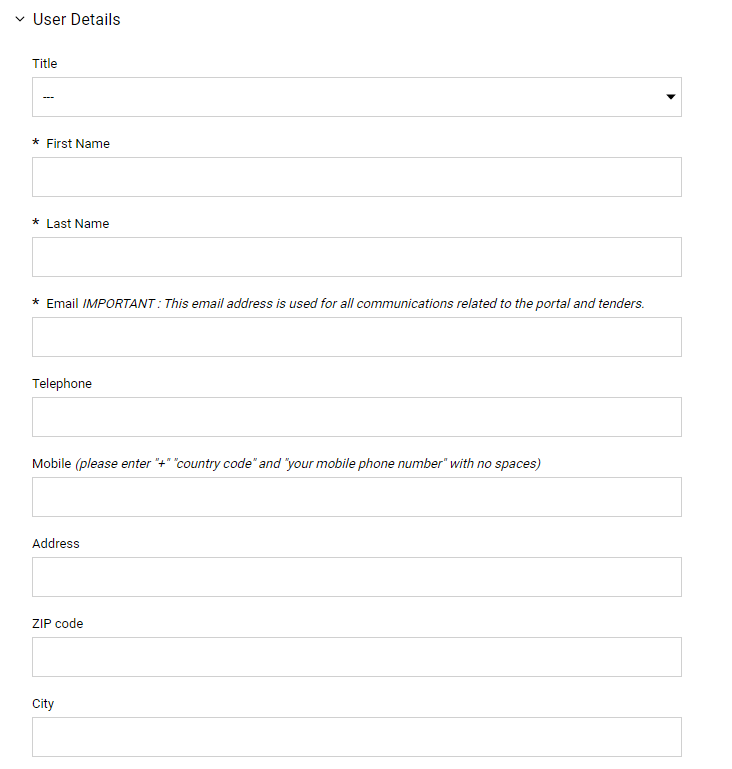 User Details
Title
---
* First Name
* Last Name
* Email IMPORTANT : This email address is used for all communications related to the portal and tenders.
Telephone
Mobile (please enter "+" "country code" and "your mobile phone number" with no spaces)
Address
ZIP code
City